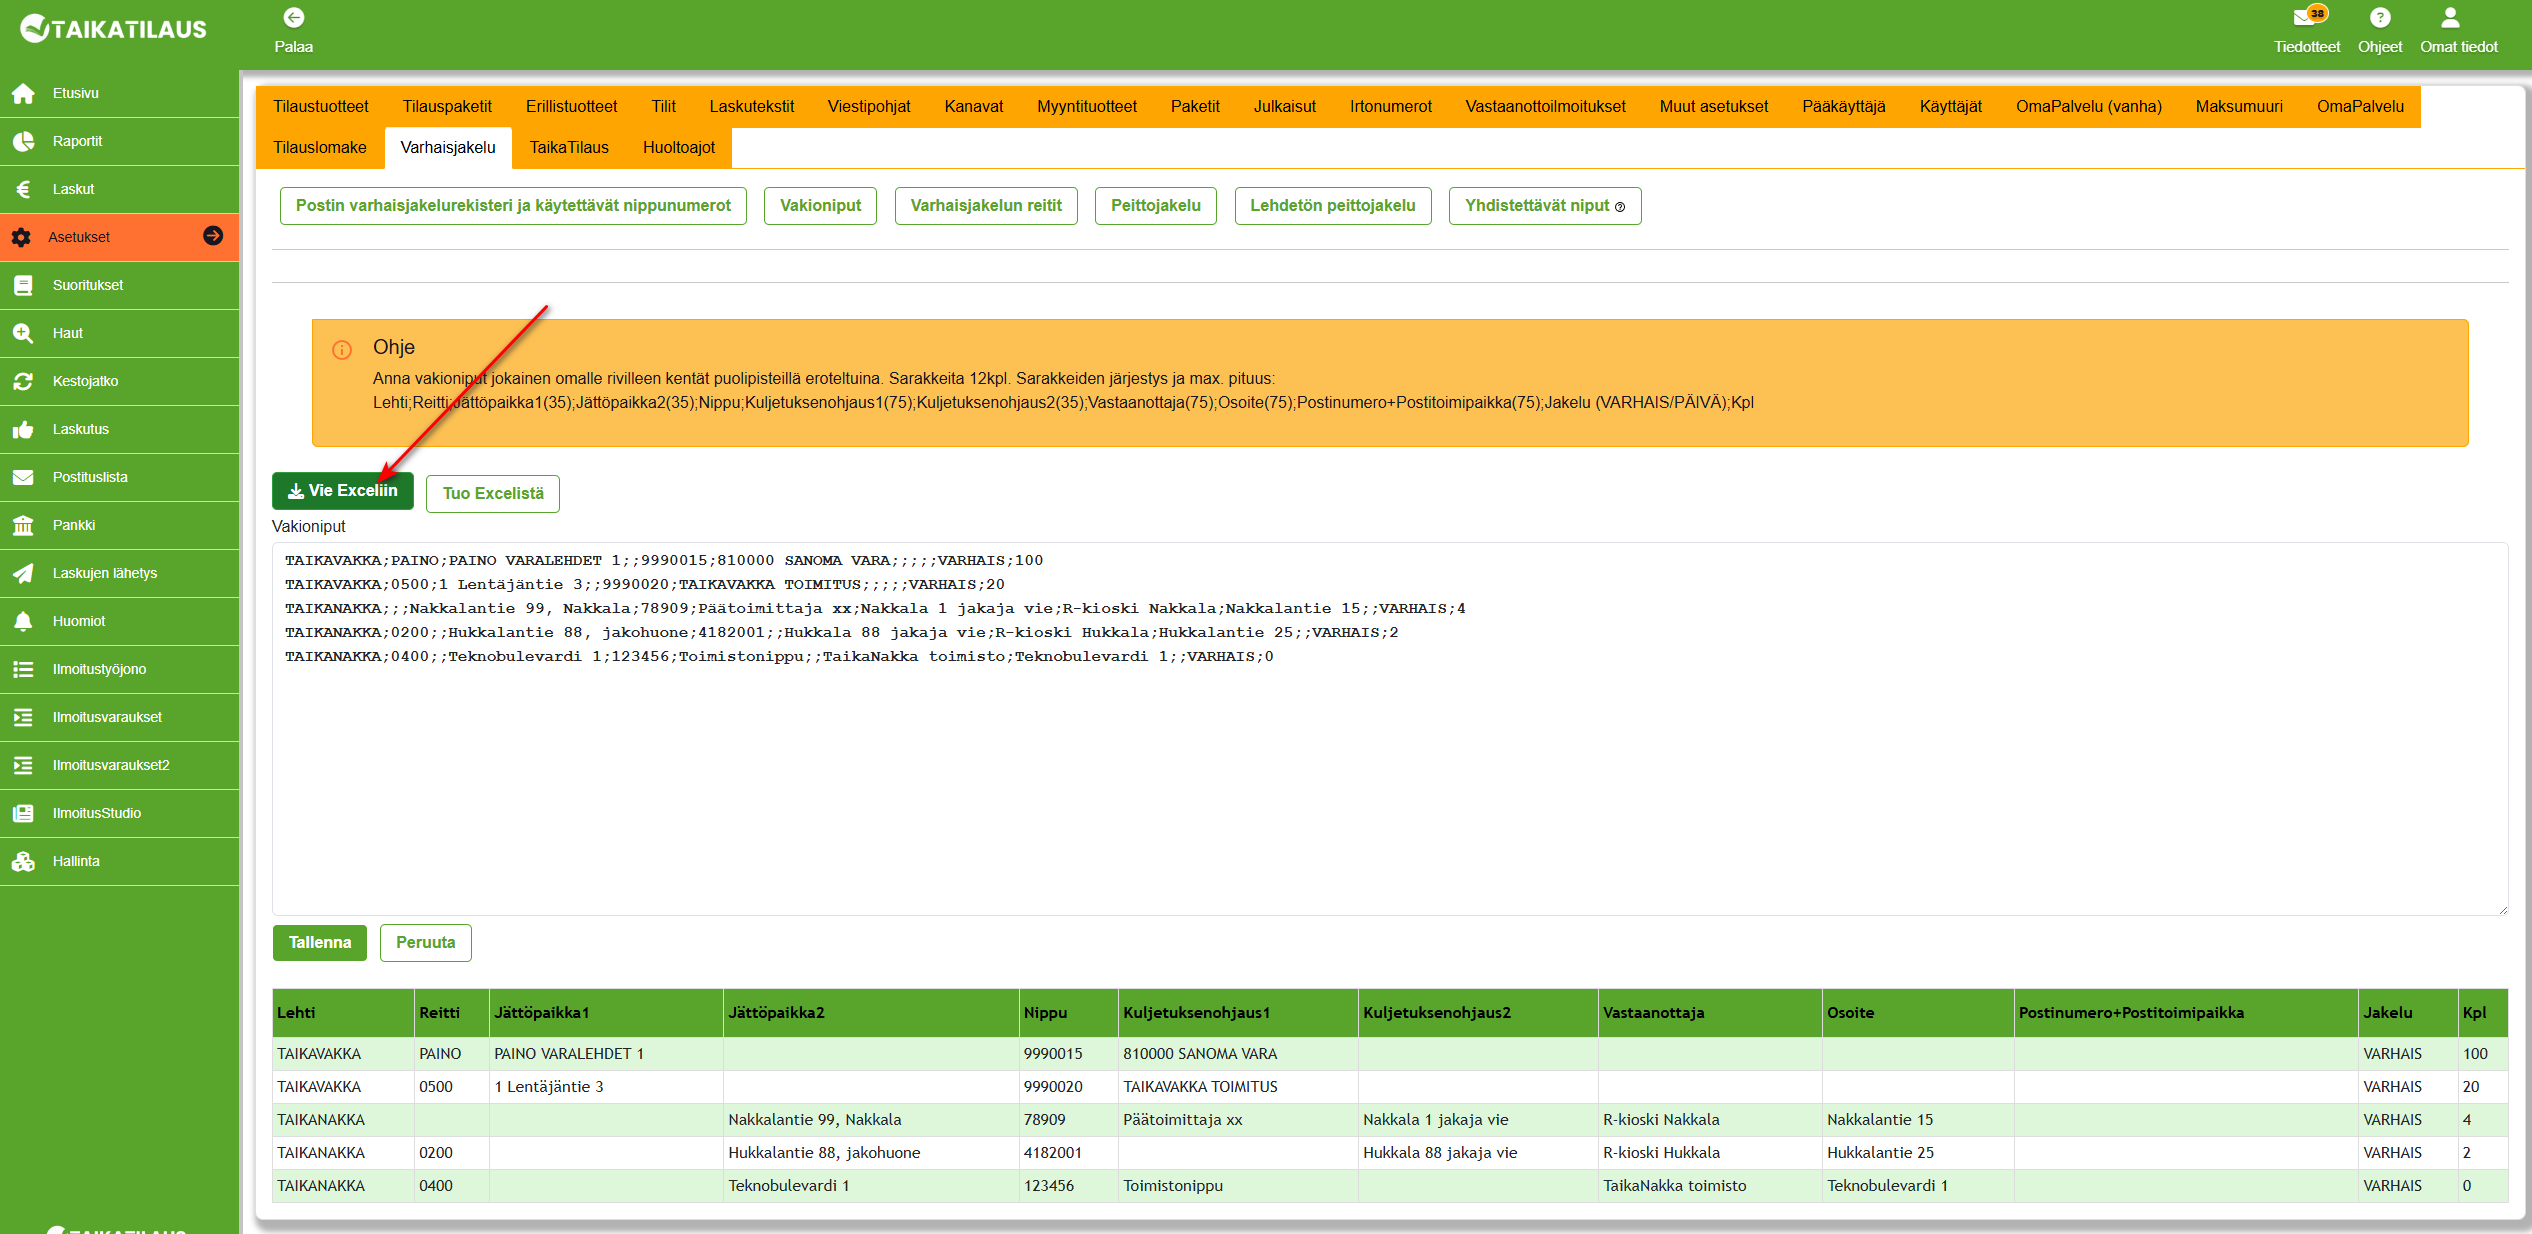 TAIKATILAUS
Palaa
38
Tiedotteet Ohjeet Omat tiedot
Etusivu
Raportit
Laskut
Asetukset
Suoritukset
Haut
Kestojatko
Laskutus
Postituslista
Pankki
Laskujen lähetys
Huomiot
Ilmoitustyöjono
Ilmoitusvaraukset
Ilmoitusvaraukset2
IlmoitusStudio
Hallinta
TAIKATILAUS
Tilaustuotteet Tilauspaketit Erillistuotteet Tilit Laskutekstit Viestipohjat Kanavat Myyntituotteet Paketit Julkaisut Irtonumerot Vastaanottoilmoitukset Muut asetukset Pääkäyttäjä Käyttäjät OmaPalvelu (vanha) Maksumuuri OmaPalvelu
Tilauslomake Varhaisjakelu TaikaTilaus Huoltoajot
Postin varhaisjakelurekisteri ja käytettävät nippunumerot Vakioniput Varhaisjakelun reitit Peittojakelu Lehdetön peittojakelu Yhdistettävät niput
Ohje
Anna vakioniput jokainen omalle rivilleen kentät puolipisteillä eroteltuina. Sarakkeita 12kpl. Sarakkeiden järjestys ja max. pituus:
Lehti;Reitti;Jättöpaikka1(35);Jättöpaikka2(35);Nippu;Kuljetuksenohjaus1(75);Kuljetuksenohjaus2(35);Vastaanottaja(75);Osoite(75);Postinumero+Postitoimipaikka(75);Jakelu (VARHAIS/PÄIVÄ);Kpl
Vie Exceliin Tuo Excelistä
Vakioniput
TAIKAVAKKA;PAINO;PAINO VARALEHDET 1;;9990015;810000 SANOMA VARA;;;;;VARHAIS;100
TAIKAVAKKA;0500;1 Lentäjäntie 3;;9990020;TAIKAVAKKA TOIMITUS;;;;;VARHAIS;20
TAIKANAKKA;;;Nakkalantie 99, Nakkala;78909;Päätoimittaja xx;Nakkala 1 jakaja vie;R-kioski Nakkala;Nakkalantie 15;;VARHAIS;4
TAIKANAKKA;0200;;Hukkalantie 88, jakohuone;4182001;;Hukkala 88 jakaja vie;R-kioski Hukkala;Hukkalantie 25;;VARHAIS;2
TAIKANAKKA;0400;;Teknobulevardi 1;123456;Toimistonippu;;TaikaNakka toimisto;Teknobulevardi 1;;VARHAIS;0
Tallenna Peruuta
Lehti Reitti Jättöpaikka1 Jättöpaikka2 Nippu Kuljetuksenohjaus1 Kuljetuksenohjaus2 Vastaanottaja Osoite Postinumero+Postitoimipaikka Jakelu Kpl
TAIKAVAKKA PAINO PAINO VARALEHDET 1 9990015 810000 SANOMA VARA VARHAIS 100
TAIKAVAKKA 0500 1 Lentäjäntie 3 9990020 TAIKAVAKKA TOIMITUS VARHAIS 20
TAIKANAKKA Nakkalantie 99, Nakkala 78909 Päätoimittaja xx Nakkala 1 jakaja vie R-kioski Nakkala Nakkalantie 15 VARHAIS 4
TAIKANAKKA 0200 Hukkalantie 88, jakohuone 4182001 Hukkala 88 jakaja vie R-kioski Hukkala Hukkalantie 25 VARHAIS 2
TAIKANAKKA 0400 Teknobulevardi 1 123456 Toimistonippu TaikaNakka toimisto Teknobulevardi 1 VARHAIS 0